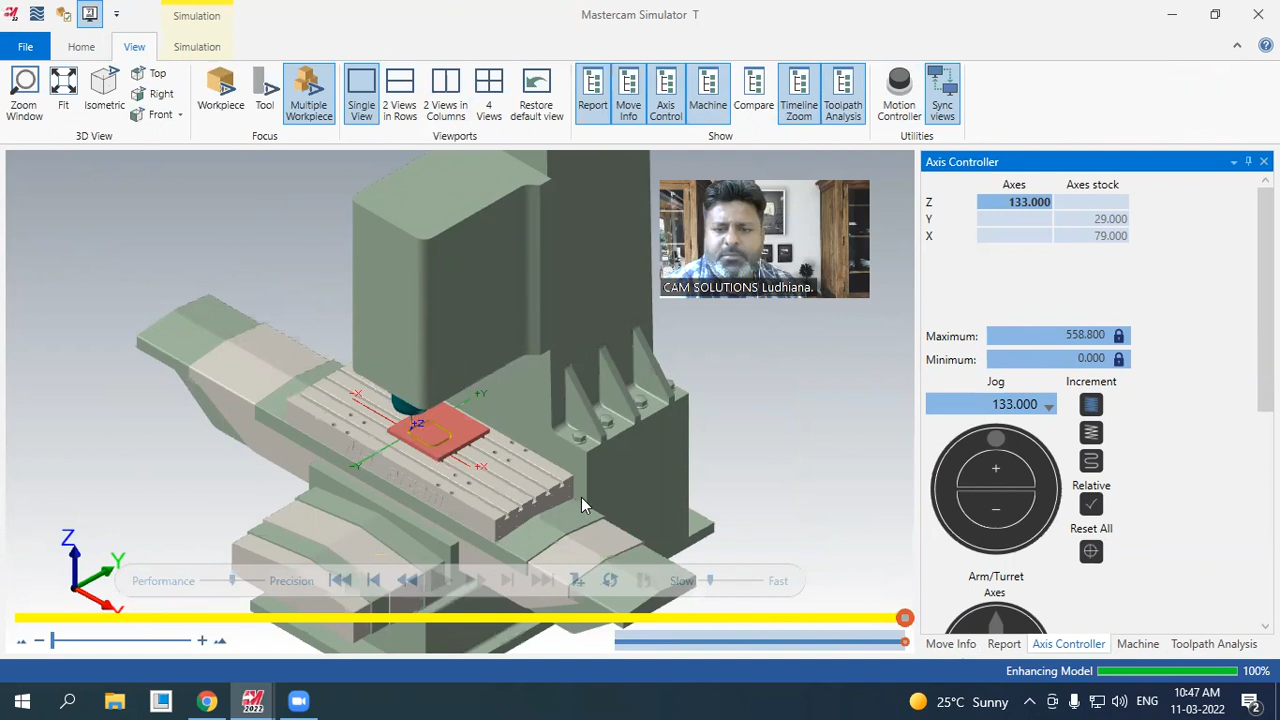 Simulation
Mastercam Simulator T
File
Home
View
Simulation
Zoom Window
Fit
Isometric
Top
Right
Front
3D View
Workpiece
Tool
Multiple Workpiece
Focus
Single View
2 Views in Rows
2 Views in Columns
4 Views
Restore default view
Viewports
Report
Move Info
Axis Control
Machine
Compare
Timeline Zoom
Toolpath Analysis
Show
Motion Controller
Sync views
Utilities
CAM SOLUTIONS Ludhiana.
-X
+Y
+Z
-Y
+X
Z
Y
X
Performance
Precision
Slow
Fast
Axis Controller
Axes Axes stock
Z 133.000
Y 29.000
X 79.000
Maximum: 558.800
Minimum: 0.000
Jog
Increment
133.000
+
−
Relative
Reset All
Arm/Turret
Axes
Move Info
Report
Axis Controller
Machine
Toolpath Analysis
Enhancing Model 100%
2022
25°C Sunny
ENG
10:47 AM
11-03-2022
2